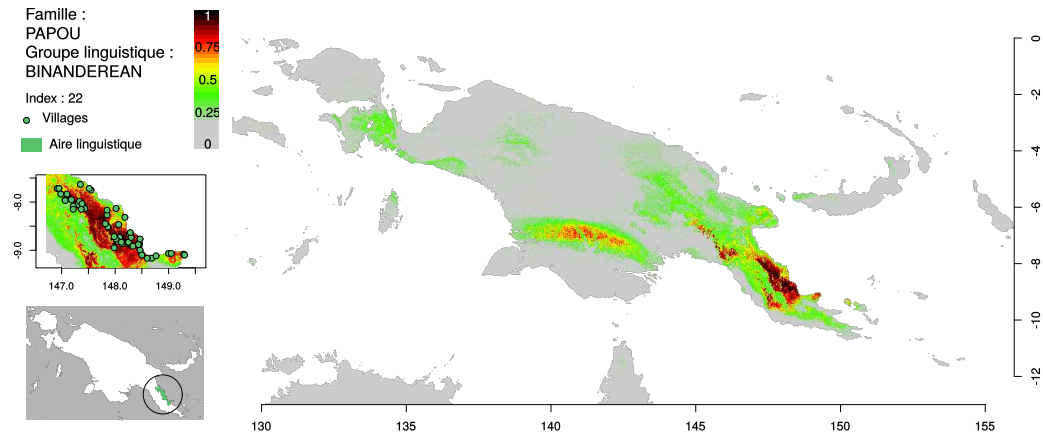 Famille :
PAPOU
Groupe linguistique :
BINANDEREAN
Index : 22
Villages
Aire linguistique
1
0.75
0.5
0.25
0
-8.0
-9.0
147.0 148.0 149.0
0
-2
-4
-6
-8
-10
-12
130 135 140 145 150 155